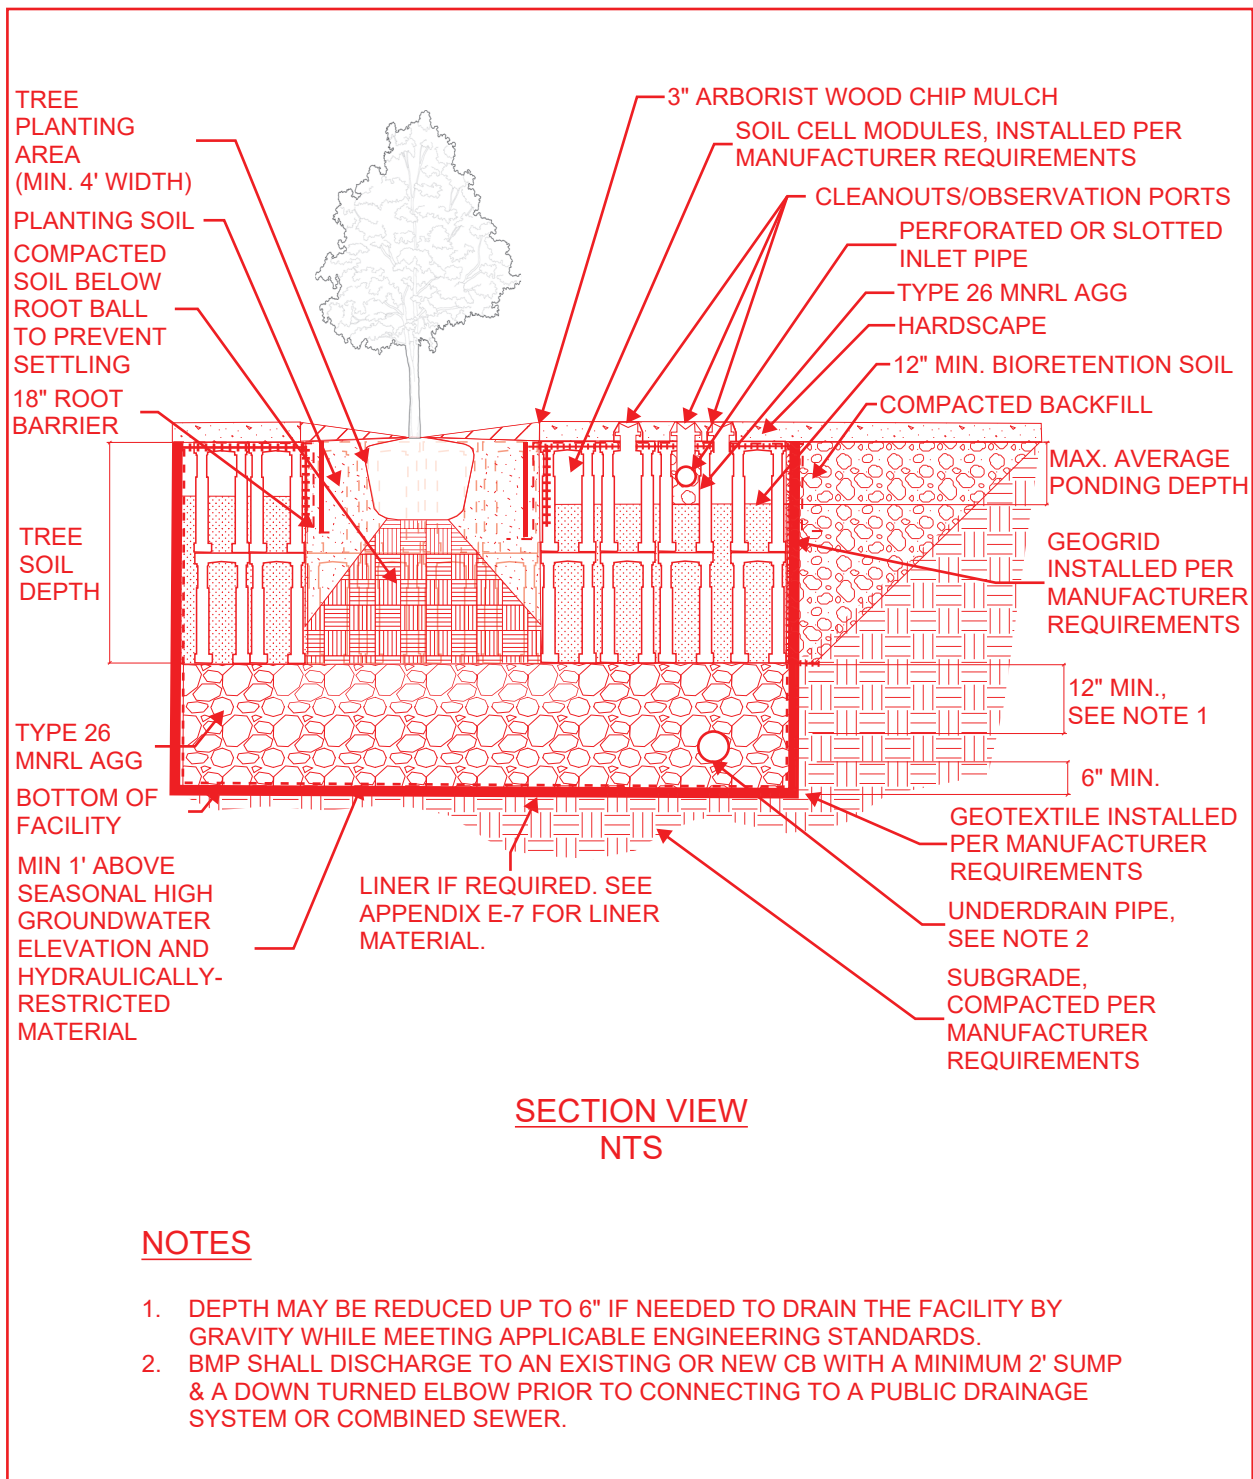 TREE
PLANTING
AREA
(MIN. 4' WIDTH)
PLANTING SOIL
COMPACTED
SOIL BELOW
ROOT BALL
TO PREVENT
SETTLING
18" ROOT
BARRIER
TREE
SOIL
DEPTH
TYPE 26
MNRL AGG
BOTTOM OF
FACILITY
MIN 1' ABOVE
SEASONAL HIGH
GROUNDWATER
ELEVATION AND
HYDRAULICALLY-
RESTRICTED
MATERIAL
3" ARBORIST WOOD CHIP MULCH
SOIL CELL MODULES, INSTALLED PER
MANUFACTURER REQUIREMENTS
CLEANOUTS/OBSERVATION PORTS
PERFORATED OR SLOTTED
INLET PIPE
TYPE 26 MNRL AGG
HARDSCAPE
12" MIN. BIORETENTION SOIL
COMPACTED BACKFILL
MAX. AVERAGE
PONDING DEPTH
GEOGRID
INSTALLED PER
MANUFACTURER
REQUIREMENTS
12" MIN.,
SEE NOTE 1
6" MIN.
GEOTEXTILE INSTALLED
PER MANUFACTURER
REQUIREMENTS
LINER IF REQUIRED. SEE
APPENDIX E-7 FOR LINER
MATERIAL.
UNDERDRAIN PIPE,
SEE NOTE 2
SUBGRADE,
COMPACTED PER
MANUFACTURER
REQUIREMENTS
SECTION VIEW
NTS
NOTES
1. DEPTH MAY BE REDUCED UP TO 6" IF NEEDED TO DRAIN THE FACILITY BY
GRAVITY WHILE MEETING APPLICABLE ENGINEERING STANDARDS.
2. BMP SHALL DISCHARGE TO AN EXISTING OR NEW CB WITH A MINIMUM 2' SUMP
& A DOWN TURNED ELBOW PRIOR TO CONNECTING TO A PUBLIC DRAINAGE
SYSTEM OR COMBINED SEWER.